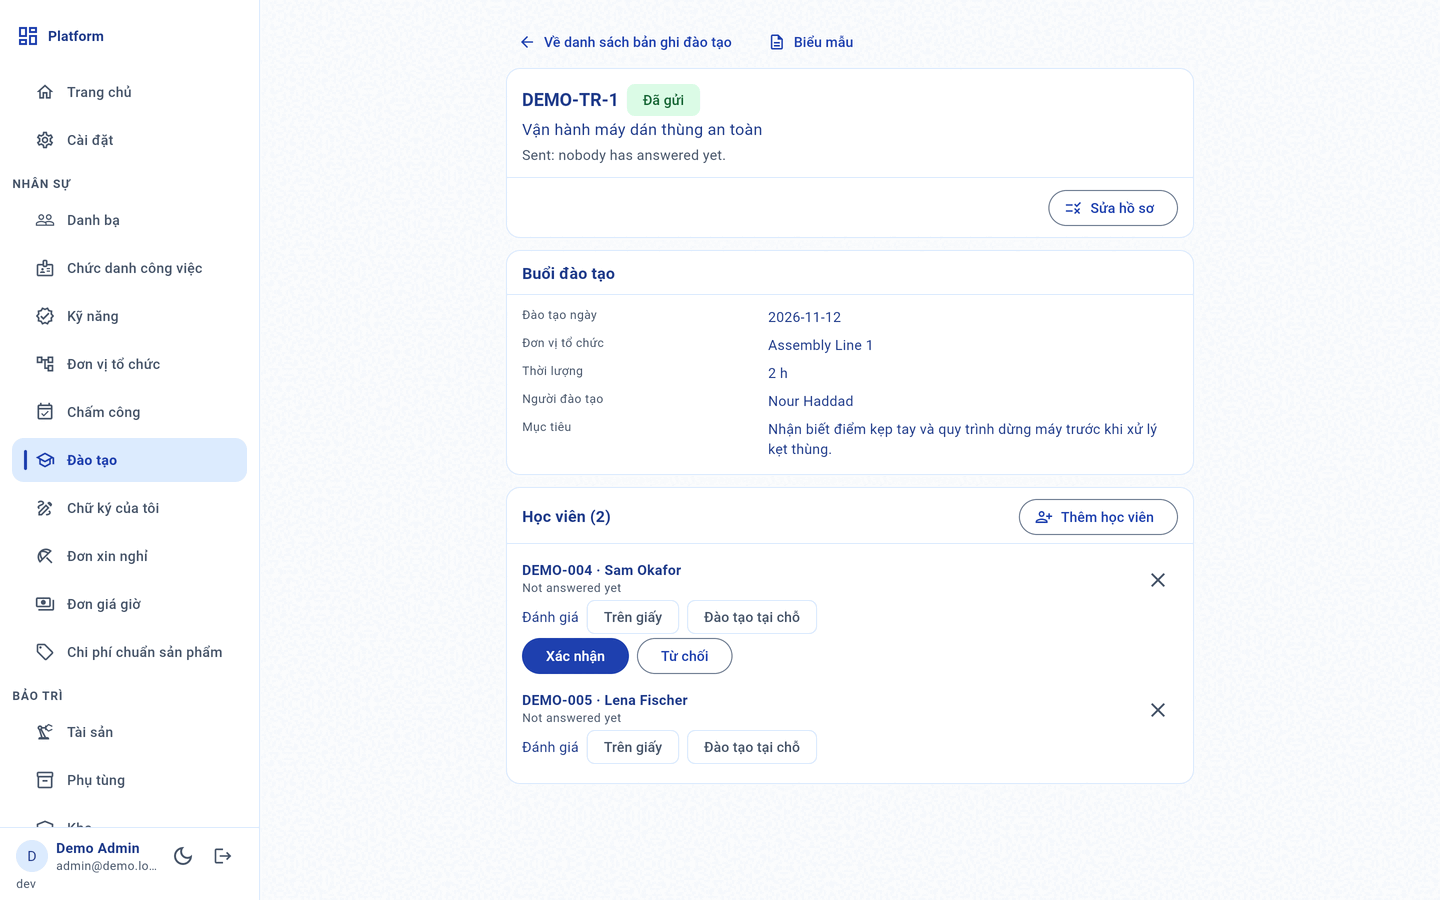 Platform
Trang chủ
Cài đặt
NHÂN SỰ
Danh bạ
Chức danh công việc
Kỹ năng
Đơn vị tổ chức
Chấm công
Đào tạo
Chữ ký của tôi
Đơn xin nghỉ
Đơn giá giờ
Chi phí chuẩn sản phẩm
BẢO TRÌ
Tài sản
Phụ tùng
Kho
D
Demo Admin
admin@demo.lo...
dev
Về danh sách bản ghi đào tạo
Biểu mẫu
DEMO-TR-1
Đã gửi
Vận hành máy dán thùng an toàn
Sent: nobody has answered yet.
Sửa hồ sơ
Buổi đào tạo
Đào tạo ngày
2026-11-12
Đơn vị tổ chức
Assembly Line 1
Thời lượng
2 h
Người đào tạo
Nour Haddad
Mục tiêu
Nhận biết điểm kẹp tay và quy trình dừng máy trước khi xử lý
kẹt thùng.
Học viên (2)
Thêm học viên
DEMO-004 · Sam Okafor
Not answered yet
Đánh giá
Trên giấy
Đào tạo tại chỗ
Xác nhận
Từ chối
DEMO-005 · Lena Fischer
Not answered yet
Đánh giá
Trên giấy
Đào tạo tại chỗ